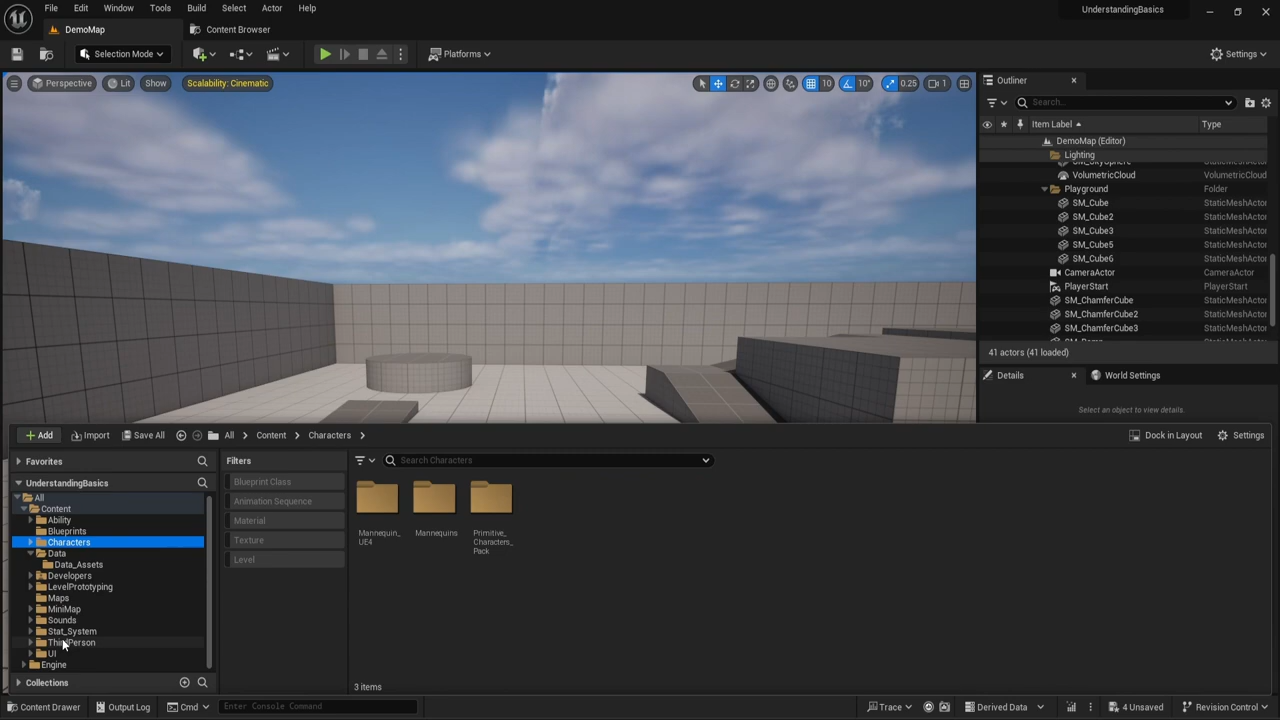 File Edit Window Tools Build Select Actor Help
UnderstandingBasics
DemoMap
Content Browser
Selection Mode
Platforms
Settings
Perspective
Lit
Show
Scalability: Cinematic
10
10°
0.25
1
Outliner
Search...
Item Label
Type
DemoMap (Editor)
Lighting
VolumetricCloud VolumetricCloud
Playground Folder
SM_Cube StaticMeshActor
SM_Cube2 StaticMeshActor
SM_Cube3 StaticMeshActor
SM_Cube5 StaticMeshActor
SM_Cube6 StaticMeshActor
CameraActor CameraActor
PlayerStart PlayerStart
SM_ChamferCube StaticMeshActor
SM_ChamferCube2 StaticMeshActor
SM_ChamferCube3 StaticMeshActor
41 actors (41 loaded)
Details
World Settings
Select an object to view details.
Add
Import
Save All
All
Content
Characters
Dock in Layout
Settings
Favorites
UnderstandingBasics
All
Content
Ability
Blueprints
Characters
Data
Data_Assets
Developers
LevelPrototyping
Maps
MiniMap
Sounds
Stat_System
ThirdPerson
UI
Engine
Collections
Filters
Blueprint Class
Animation Sequence
Material
Texture
Level
Search Characters
Mannequin_
UE4
Mannequins
Primitive_
Characters_
Pack
3 items
Content Drawer
Output Log
Cmd
Enter Console Command
Trace
Derived Data
4 Unsaved
Revision Control